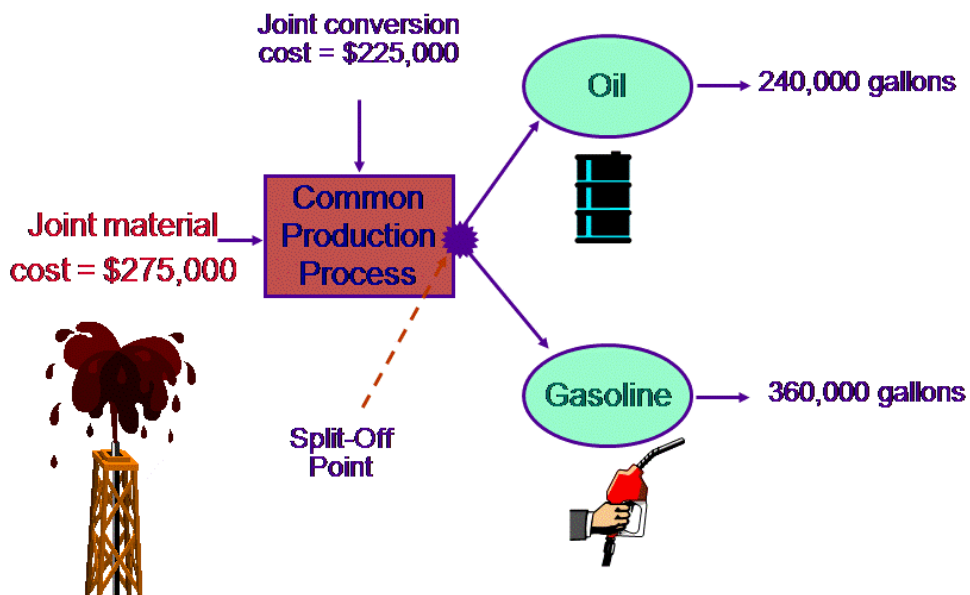 Joint conversion
cost = $225,000
Oil
240,000 gallons
Common
Production
Process
Joint material
cost = $275,000
Gasoline
360,000 gallons
Split-Off
Point